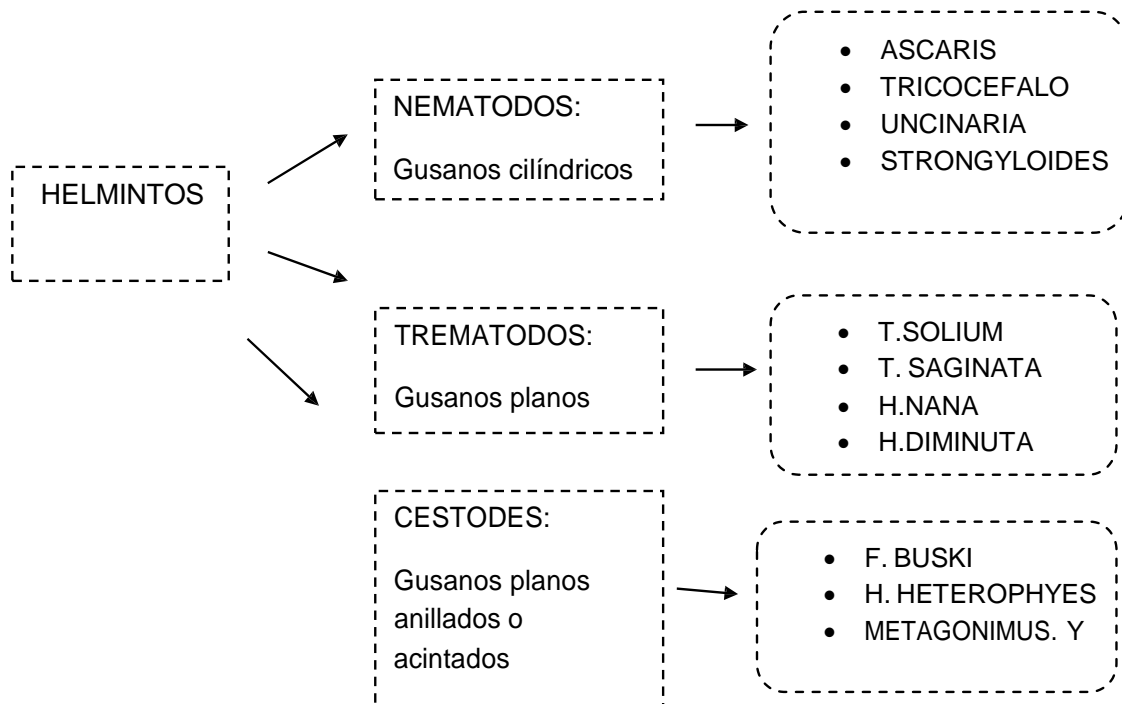 HELMINTOS
NEMATODOS:
Gusanos cilíndricos
• ASCARIS
• TRICOCEFALO
• UNCINARIA
• STRONGYLOIDES
TREMATODOS:
Gusanos planos
• T.SOLIUM
• T. SAGINATA
• H.NANA
• H.DIMINUTA
CESTODES:
Gusanos planos
anillados o
acintados
• F. BUSKI
• H. HETEROPHYES
• METAGONIMUS. Y